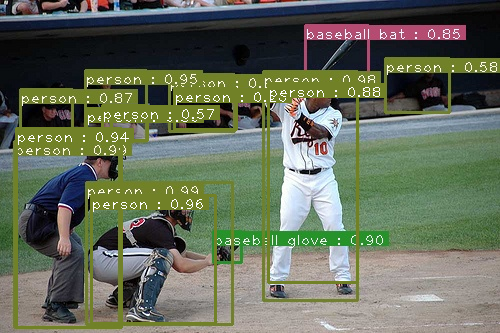 baseball bat : 0.85
person : 0.58
person : 0.95
person : 0.98
person : 0.88
person : 0.87
person : 0.57
person : 0.94
person : 0.99
person : 0.99
person : 0.96
10
baseball glove : 0.90